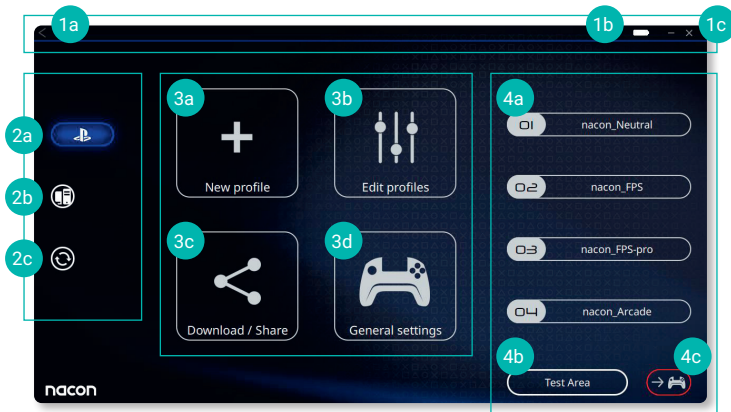 1a
1b
1c
2a
2b
2c
3a
New profile
3b
Edit profiles
3c
Download / Share
3d
General settings
4a
01 nacon_Neutral
02 nacon_FPS
03 nacon_FPS-pro
04 nacon_Arcade
4b
Test Area
4c
nacon